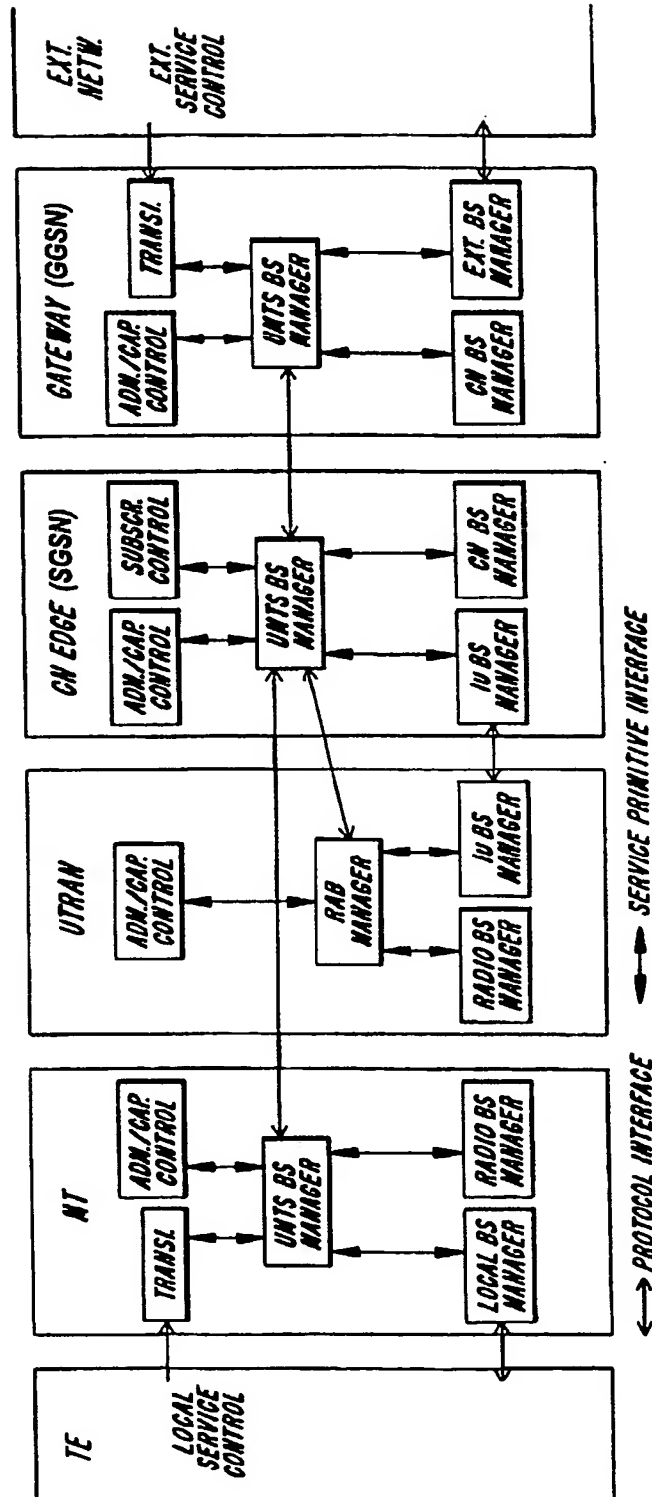 TE
LOCAL
SERVICE
CONTROL
MT
TRANSL.
ADM./CAP.
CONTROL
UMTS BS
MANAGER
LOCAL BS
MANAGER
RADIO BS
MANAGER
UTRAN
ADM./CAP.
CONTROL
RAB
MANAGER
RADIO BS
MANAGER
IU BS
MANAGER
CN EDGE (SGSN)
ADM./CAP.
CONTROL
SUBSCR.
CONTROL
UMTS BS
MANAGER
IU BS
MANAGER
CN BS
MANAGER
GATEWAY (GGSN)
ADM./CAP.
CONTROL
TRANSL.
UMTS BS
MANAGER
CN BS
MANAGER
EXT. BS
MANAGER
EXT.
NETW.
EXT.
SERVICE
CONTROL
PROTOCOL INTERFACE
SERVICE PRIMITIVE INTERFACE